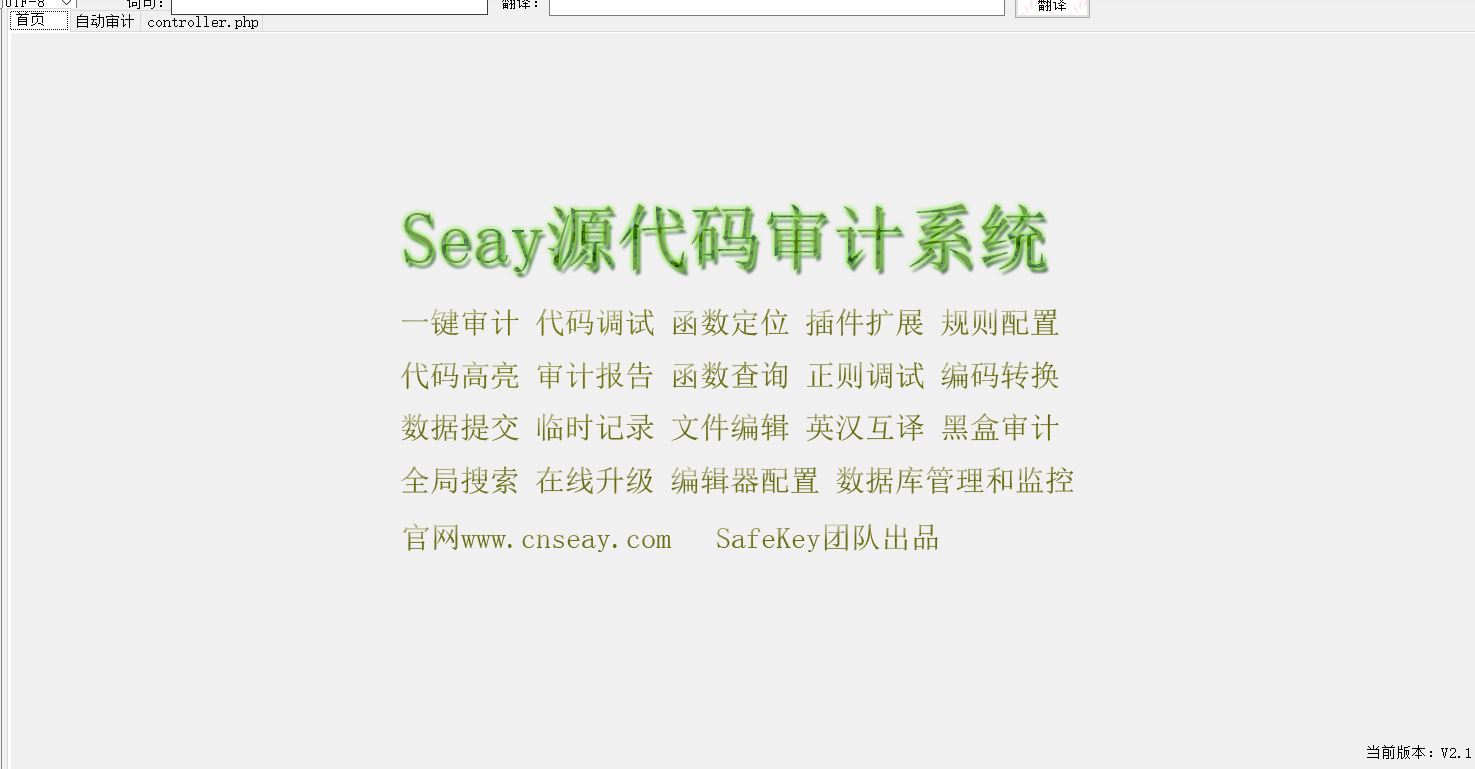 UTF-8 词句： 翻译： 翻译
首页 自动审计 controller.php
Seay源代码审计系统
一键审计 代码调试 函数定位 插件扩展 规则配置
代码高亮 审计报告 函数查询 正则调试 编码转换
数据提交 临时记录 文件编辑 英汉互译 黑盒审计
全局搜索 在线升级 编辑器配置 数据库管理和监控
官网www.cnseay.com SafeKey团队出品
当前版本：V2.1